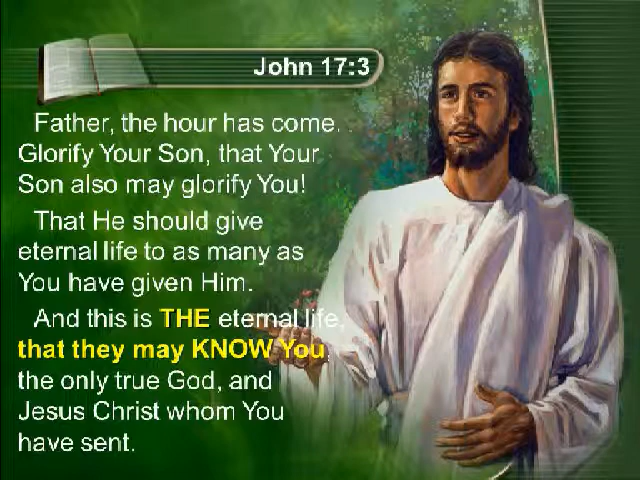 John 17:3
Father, the hour has come.
Glorify Your Son, that Your
Son also may glorify You!
That He should give
eternal life to as many as
You have given Him.
And this is THE eternal life,
that they may KNOW You,
the only true God, and
Jesus Christ whom You
have sent.